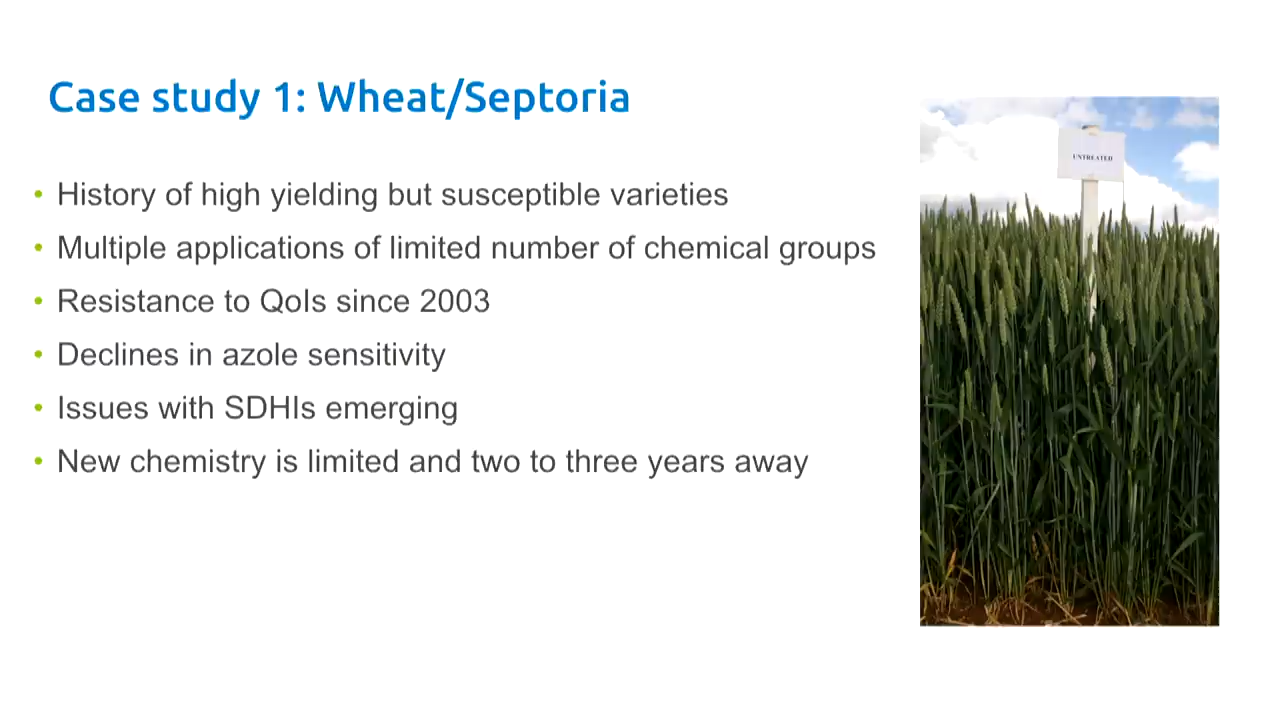 Case study 1: Wheat/Septoria
• History of high yielding but susceptible varieties
• Multiple applications of limited number of chemical groups
• Resistance to QoIs since 2003
• Declines in azole sensitivity
• Issues with SDHIs emerging
• New chemistry is limited and two to three years away
UNTREATED